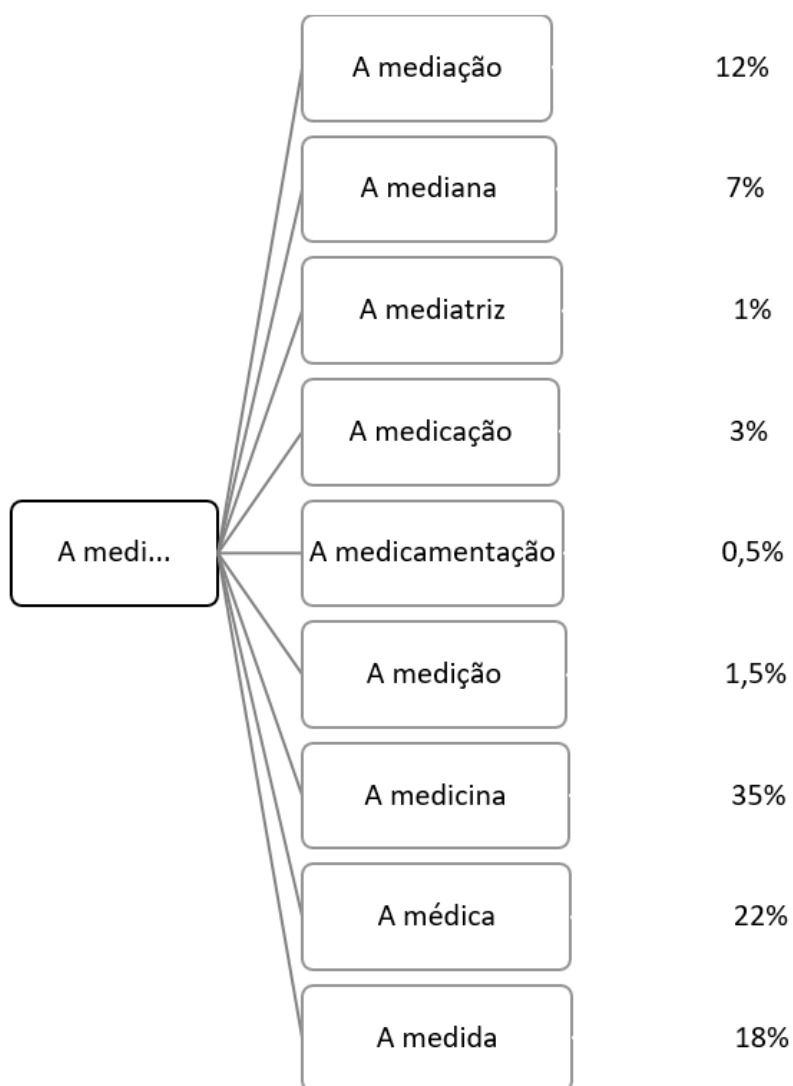 A mediação 12%
A mediana 7%
A mediatriz 1%
A medicação 3%
A medi... A medicamentação 0,5%
A medição 1,5%
A medicina 35%
A médica 22%
A medida 18%